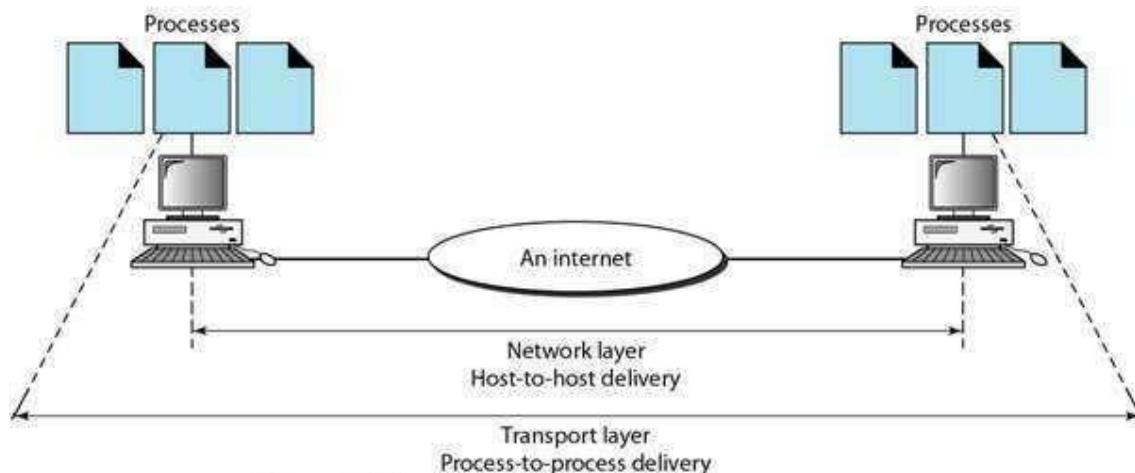 Processes
Processes
An internet
Network layer
Host-to-host delivery
Transport layer
Process-to-process delivery